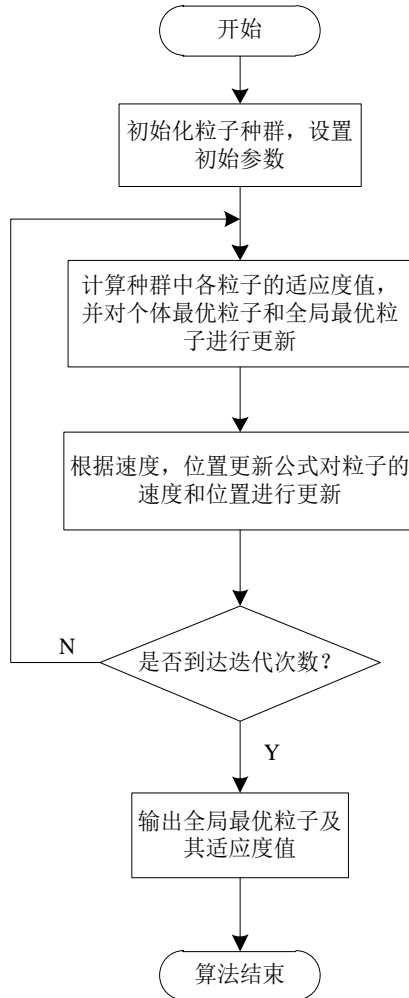 开始
初始化粒子种群，设置
初始参数
计算种群中各粒子的适应度值，
并对个体最优粒子和全局最优粒
子进行更新
根据速度，位置更新公式对粒子的
速度和位置进行更新
N
是否到达迭代次数？
Y
输出全局最优粒子及
其适应度值
算法结束